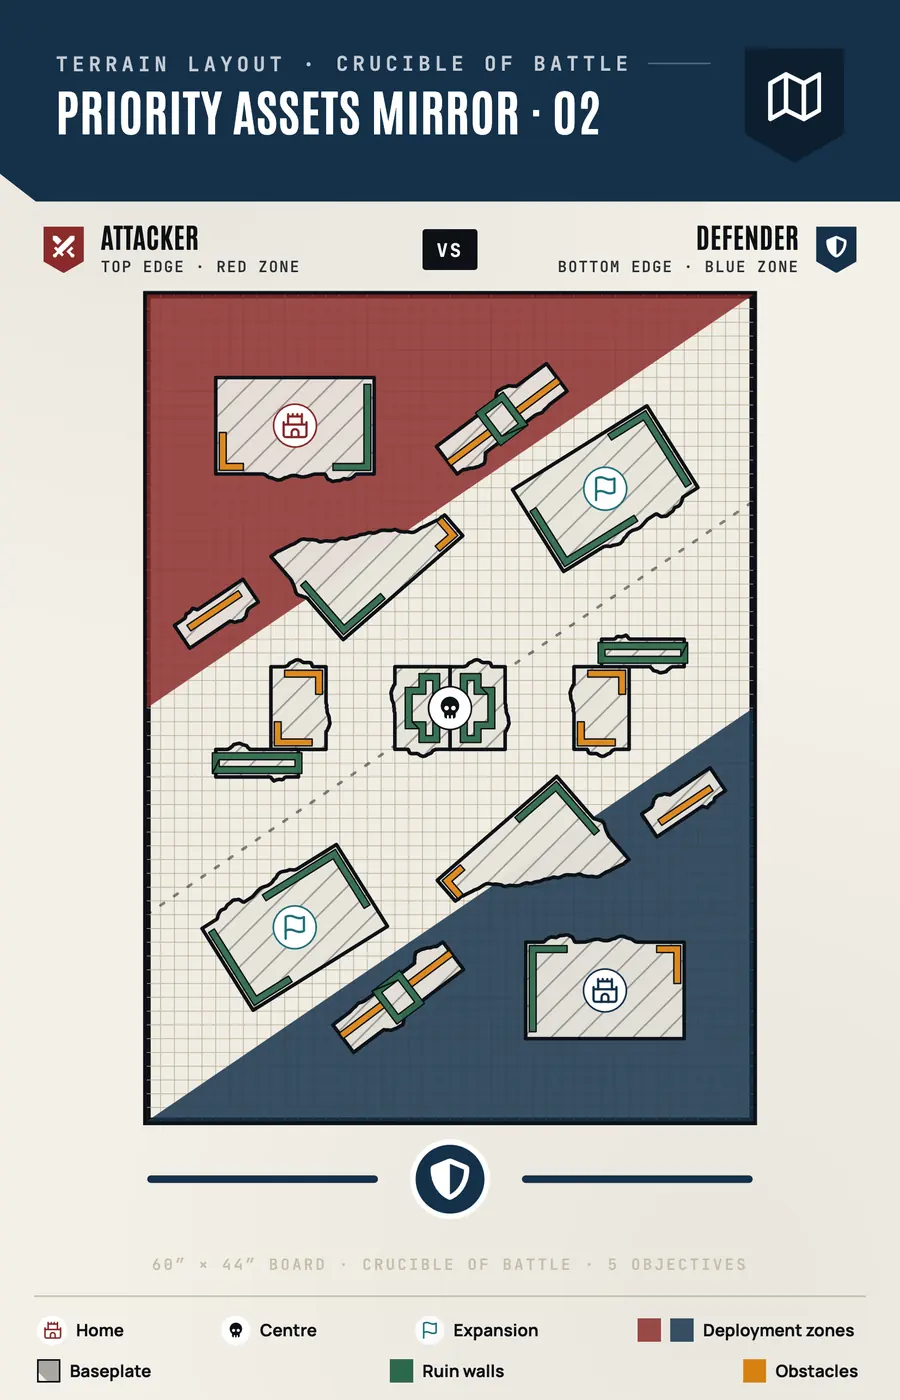 TERRAIN LAYOUT · CRUCIBLE OF BATTLE
PRIORITY ASSETS MIRROR · 02
ATTACKER
TOP EDGE · RED ZONE
VS
DEFENDER
BOTTOM EDGE · BLUE ZONE
60″ × 44″ BOARD · CRUCIBLE OF BATTLE · 5 OBJECTIVES
Home
Centre
Expansion
Deployment zones
Baseplate
Ruin walls
Obstacles